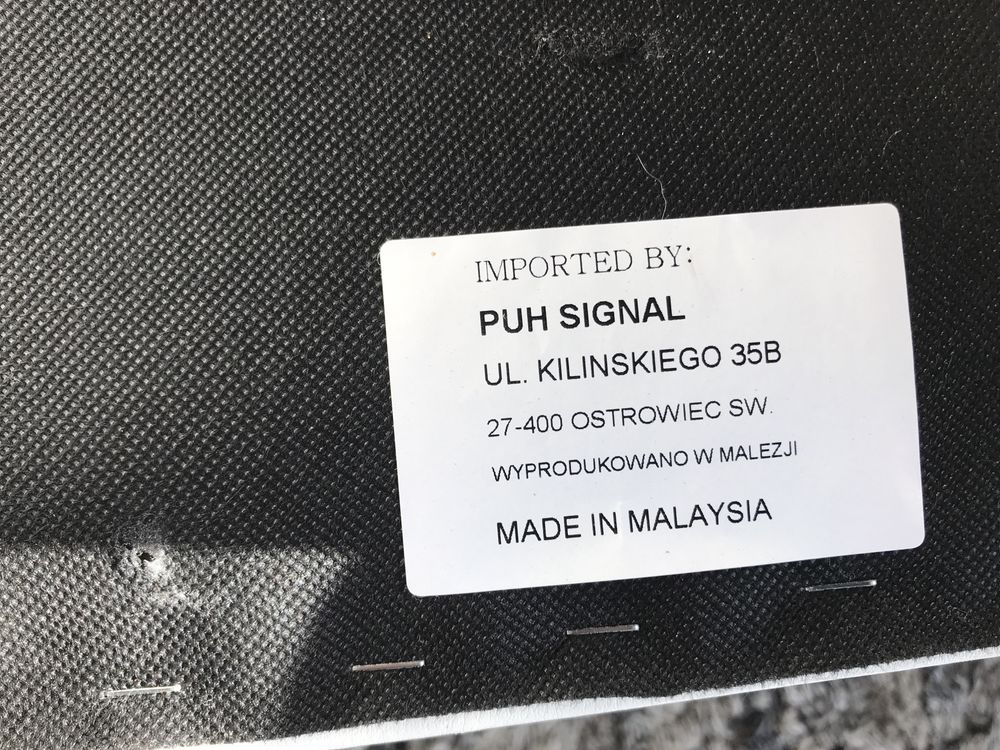 IMPORTED BY:
PUH SIGNAL
UL. KILINSKIEGO 35B
27-400 OSTROWIEC SW.
WYPRODUKOWANO W MALEZJI
MADE IN MALAYSIA